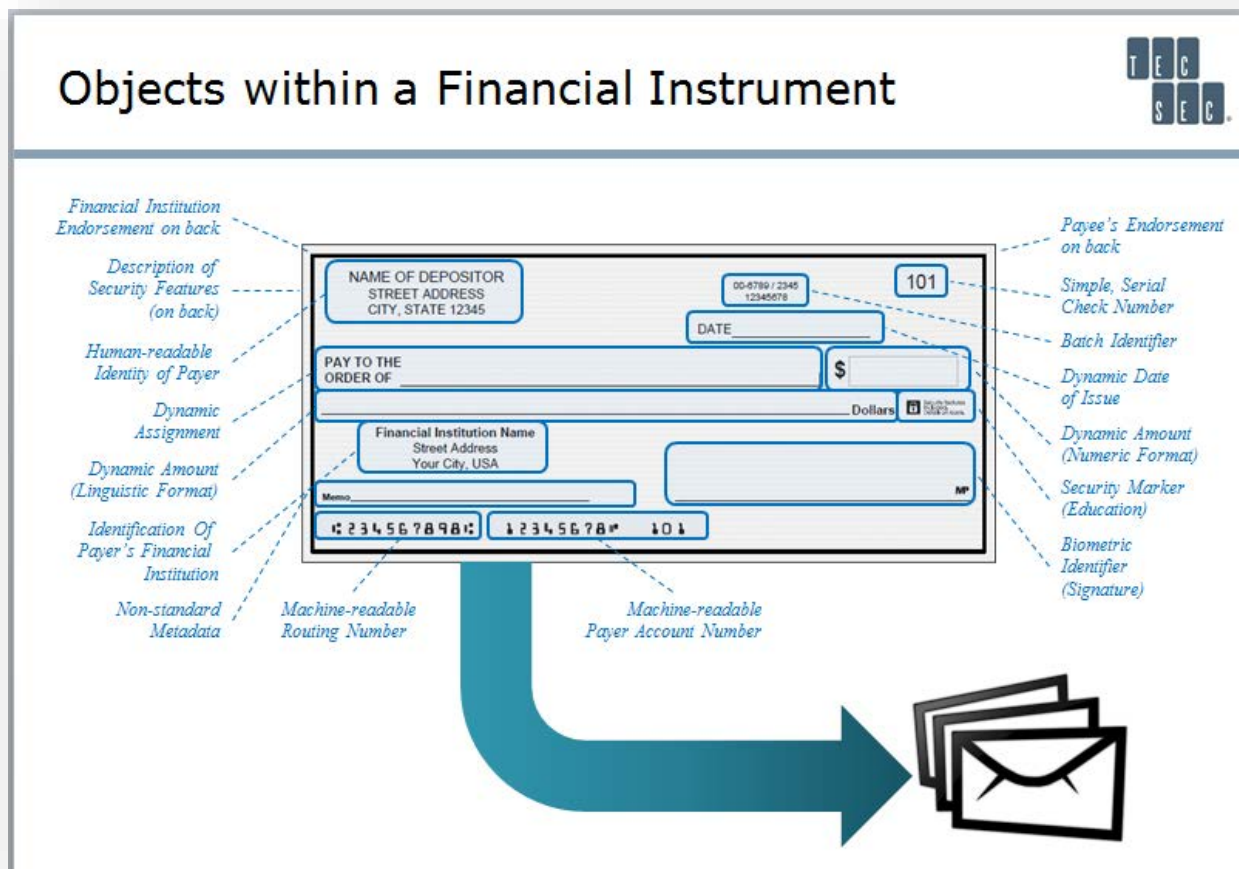 Objects within a Financial Instrument
TEC
SEC.
Financial Institution
Endorsement on back
Description of
Security Features
(on back)
Human-readable
Identity of Payer
Dynamic
Assignment
Dynamic Amount
(Linguistic Format)
Identification Of
Payer's Financial
Institution
Non-standard
Metadata
NAME OF DEPOSITOR
STREET ADDRESS
CITY, STATE 12345
00-6789 / 2345
12345678
101
DATE
PAY TO THE
ORDER OF
$
Dollars
Financial Institution Name
Street Address
Your City, USA
Memo
MP
⑆234567898⑆ 12345678⑈ 101
Payee's Endorsement
on back
Simple, Serial
Check Number
Batch Identifier
Dynamic Date
of Issue
Dynamic Amount
(Numeric Format)
Security Marker
(Education)
Biometric
Identifier
(Signature)
Machine-readable
Routing Number
Machine-readable
Payer Account Number